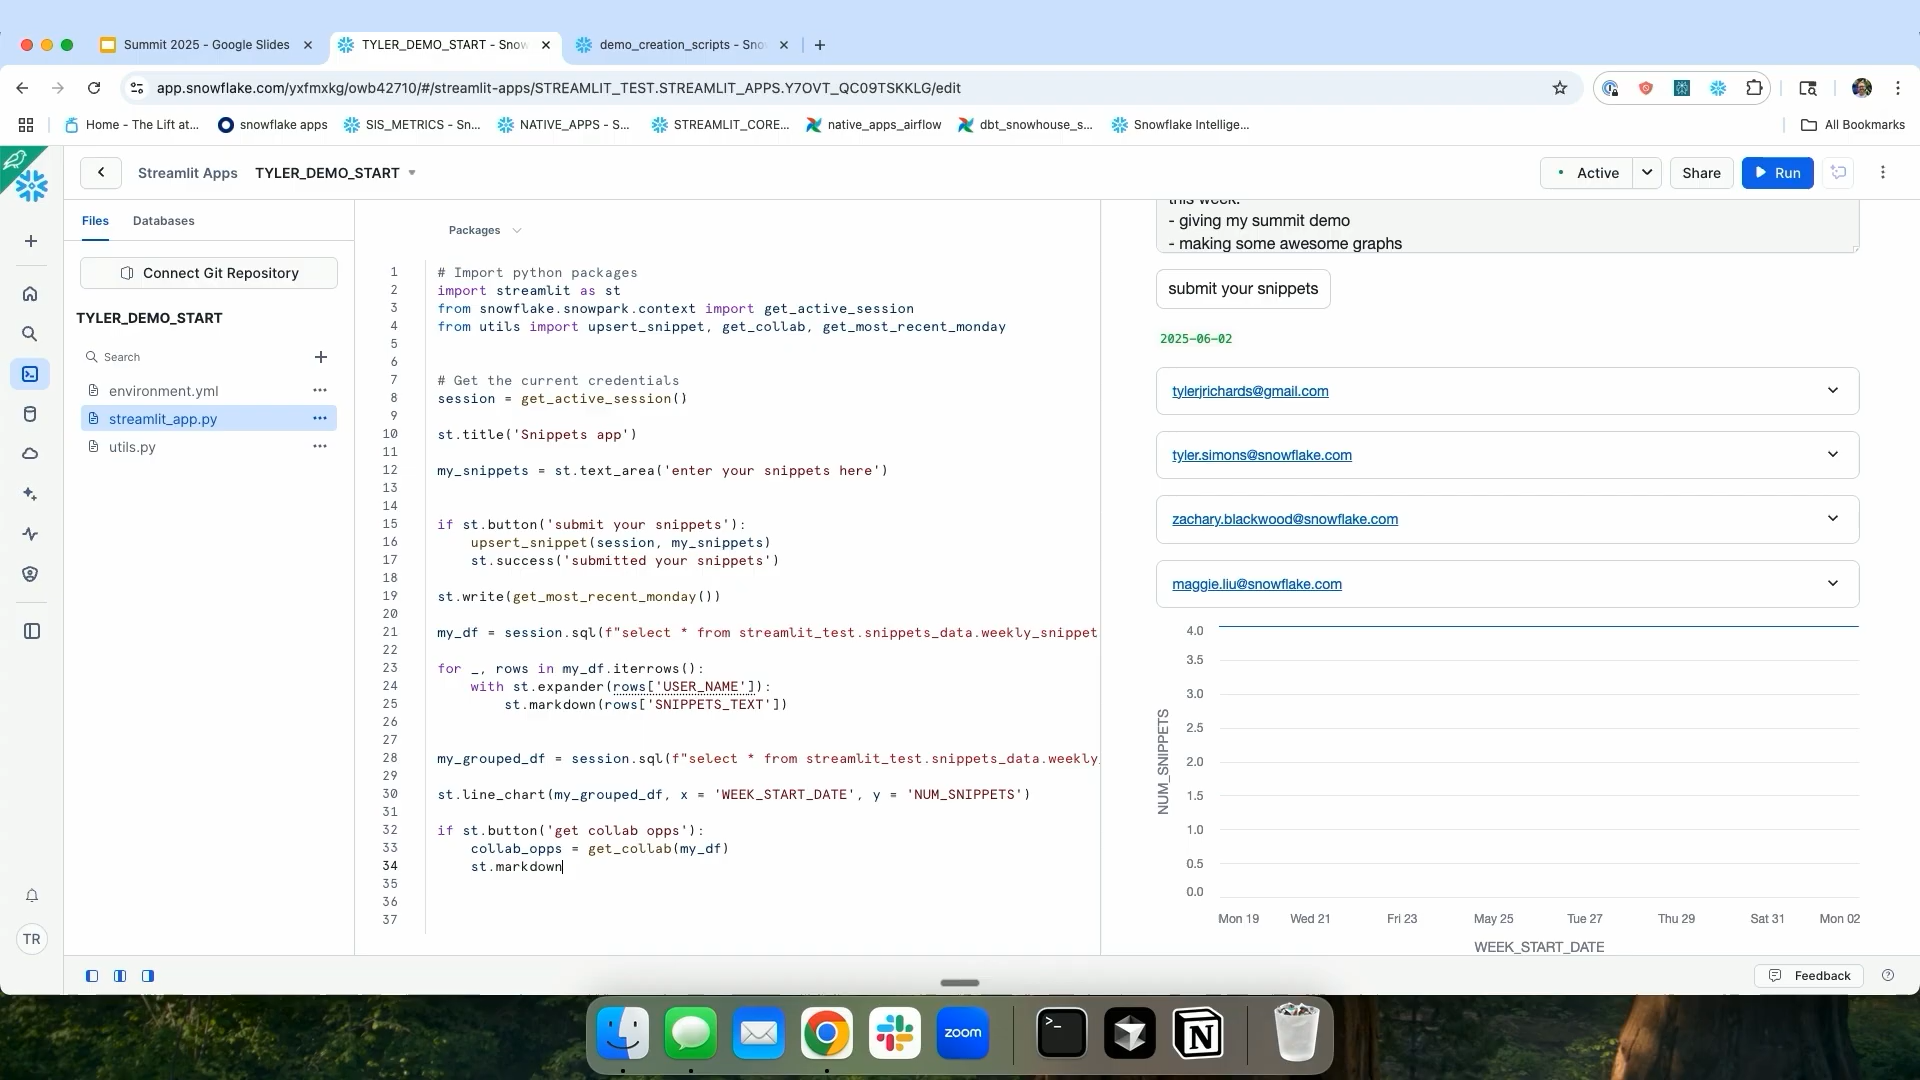 Summit 2025 - Google Slides
TYLER_DEMO_START - Snow
demo_creation_scripts - Sno
app.snowflake.com/yxfmxkg/owb42710/#/streamlit-apps/STREAMLIT_TEST.STREAMLIT_APPS.Y7OVT_QC09TSKKLG/edit
Home - The Lift at...
snowflake apps
SIS_METRICS - Sn...
NATIVE_APPS - S...
STREAMLIT_CORE...
native_apps_airflow
dbt_snowhouse_s...
Snowflake Intellige...
All Bookmarks
Streamlit Apps
TYLER_DEMO_START
Active
Share
Run
Files
Databases
Connect Git Repository
TYLER_DEMO_START
Search
environment.yml
streamlit_app.py
utils.py
TR
Packages
1 # Import python packages
2 import streamlit as st
3 from snowflake.snowpark.context import get_active_session
4 from utils import upsert_snippet, get_collab, get_most_recent_monday
5
6
7 # Get the current credentials
8 session = get_active_session()
9
10 st.title('Snippets app')
11
12 my_snippets = st.text_area('enter your snippets here')
13
14
15 if st.button('submit your snippets'):
16 upsert_snippet(session, my_snippets)
17 st.success('submitted your snippets')
18
19 st.write(get_most_recent_monday())
20
21 my_df = session.sql(f"select * from streamlit_test.snippets_data.weekly_snippet
22
23 for _, rows in my_df.iterrows():
24 with st.expander(rows['USER_NAME']):
25 st.markdown(rows['SNIPPETS_TEXT'])
26
27
28 my_grouped_df = session.sql(f"select * from streamlit_test.snippets_data.weekly
29
30 st.line_chart(my_grouped_df, x = 'WEEK_START_DATE', y = 'NUM_SNIPPETS')
31
32 if st.button('get collab opps'):
33 collab_opps = get_collab(my_df)
34 st.markdown
35
36
37
this week:
- giving my summit demo
- making some awesome graphs
submit your snippets
2025-06-02
tylerjrichards@gmail.com
tyler.simons@snowflake.com
zachary.blackwood@snowflake.com
maggie.liu@snowflake.com
4.0
3.5
3.0
2.5
2.0
1.5
1.0
0.5
0.0
NUM_SNIPPETS
Mon 19 Wed 21 Fri 23 May 25 Tue 27 Thu 29 Sat 31 Mon 02
WEEK_START_DATE
Feedback
zoom